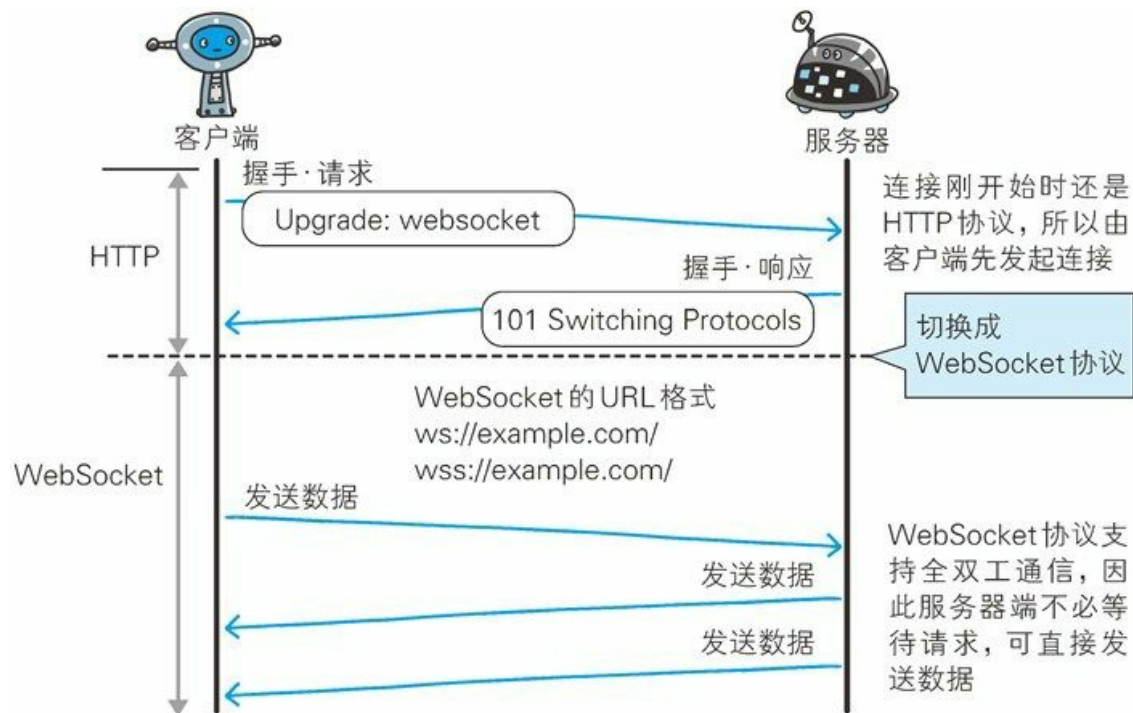 客户端
服务器
握手·请求
Upgrade: websocket
连接刚开始时还是
HTTP协议，所以由
客户端先发起连接
HTTP
握手·响应
101 Switching Protocols
切换成
WebSocket协议
WebSocket的URL格式
ws://example.com/
wss://example.com/
WebSocket
发送数据
发送数据
发送数据
WebSocket协议支
持全双工通信，因
此服务器端不必等
待请求，可直接发
送数据